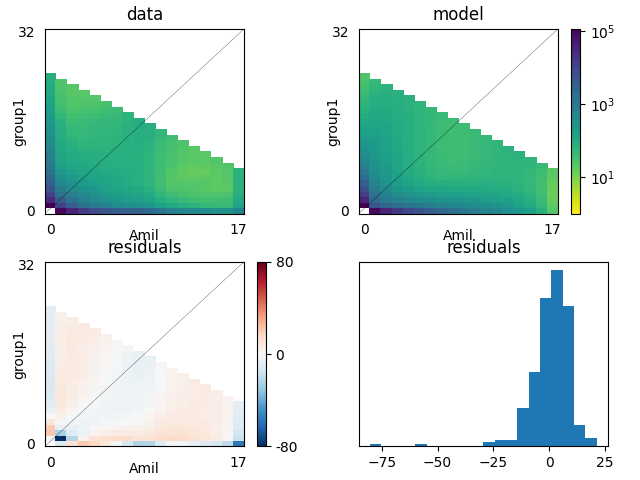 data
model
32
group1
0
0
Amil
17
32
group1
0
0
Amil
17
10^5
10^3
10^1
residuals
residuals
32
group1
0
0
Amil
17
80
0
-80
−75
−50
−25
0
25